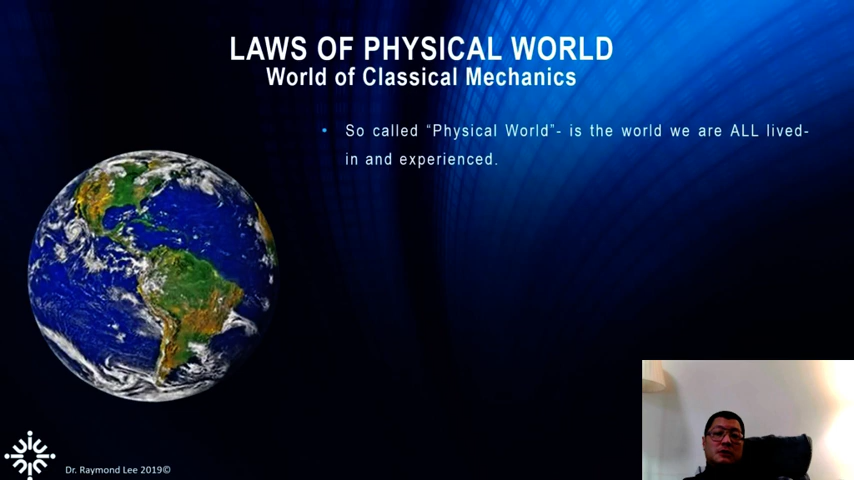 LAWS OF PHYSICAL WORLD
World of Classical Mechanics
• So called “Physical World”- is the world we are ALL lived-
in and experienced.
Dr. Raymond Lee 2019©